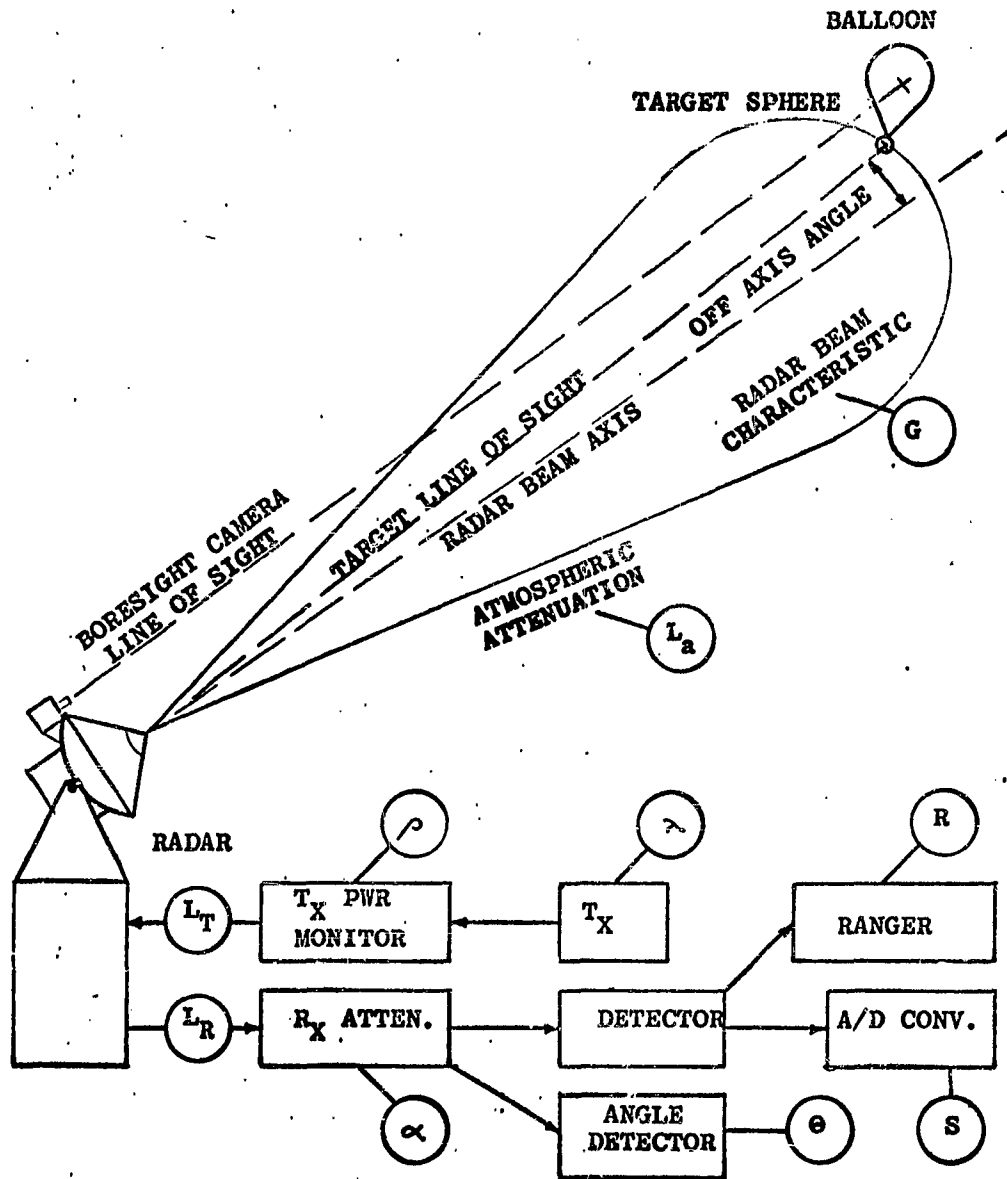 BALLOON
TARGET SPHERE
OFF AXIS ANGLE
RADAR BEAM
CHARACTERISTIC
G
TARGET LINE OF SIGHT
RADAR BEAM AXIS
BORESIGHT CAMERA
LINE OF SIGHT
ATMOSPHERIC
ATTENUATION
La
RADAR
ρ
λ
R
LT
TX PWR
MONITOR
TX
RANGER
LR
RX ATTEN.
DETECTOR
A/D CONV.
α
ANGLE
DETECTOR
θ
S